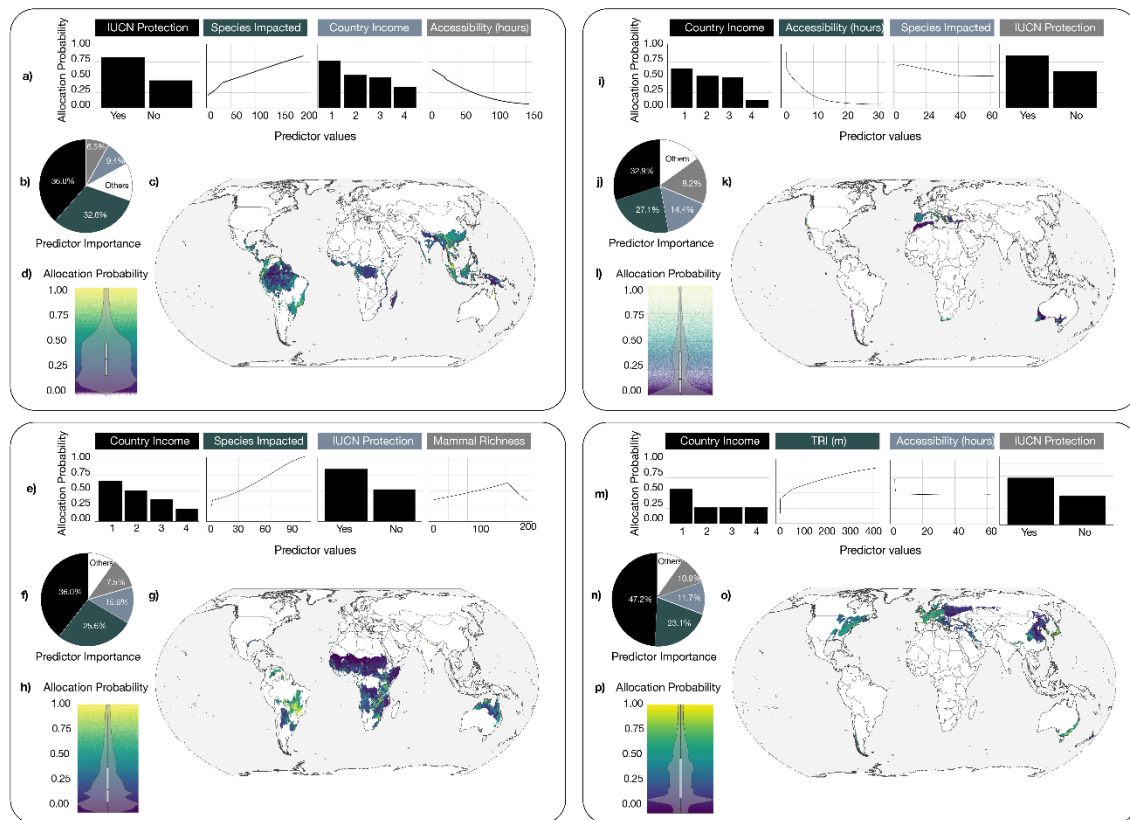 IUCN Protection Species Impacted Country Income Accessibility (hours)
a)
Allocation Probability
1.00
0.75
0.50
0.25
0.00
Yes No 0 50 100 150 200 1 2 3 4 0 50 100 150
Predictor values
b)
6.5%
9.4%
Others
32.6%
Predictor Importance
c)
d)
Allocation Probability
1.00
0.75
0.50
0.25
0.00
Country Income Accessibility (hours) Species Impacted IUCN Protection
i)
Allocation Probability
1.00
0.75
0.50
0.25
0.00
1 2 3 4 0 10 20 30 0 24 40 60 Yes No
Predictor values
j)
Others
32.9%
8.2%
27.1%
14.4%
Predictor Importance
k)
l)
Allocation Probability
1.00
0.75
0.50
0.25
0.00
Country Income Species Impacted IUCN Protection Mammal Richness
e)
Allocation Probability
1.00
0.75
0.50
0.25
0.00
1 2 3 4 0 30 60 90 Yes No 0 100 200
Predictor values
f)
Others
7.5%
36.0%
25.6%
Predictor Importance
g)
h)
Allocation Probability
1.00
0.75
0.50
0.25
0.00
Country Income TRI (m) Accessibility (hours) IUCN Protection
m)
Allocation Probability
1.00
0.75
0.50
0.25
0.00
1 2 3 4 0 100 200 300 400 0 20 40 60 Yes No
Predictor values
n)
Others
10.9%
47.2%
11.7%
23.1%
Predictor Importance
o)
p)
Allocation Probability
1.00
0.75
0.50
0.25
0.00